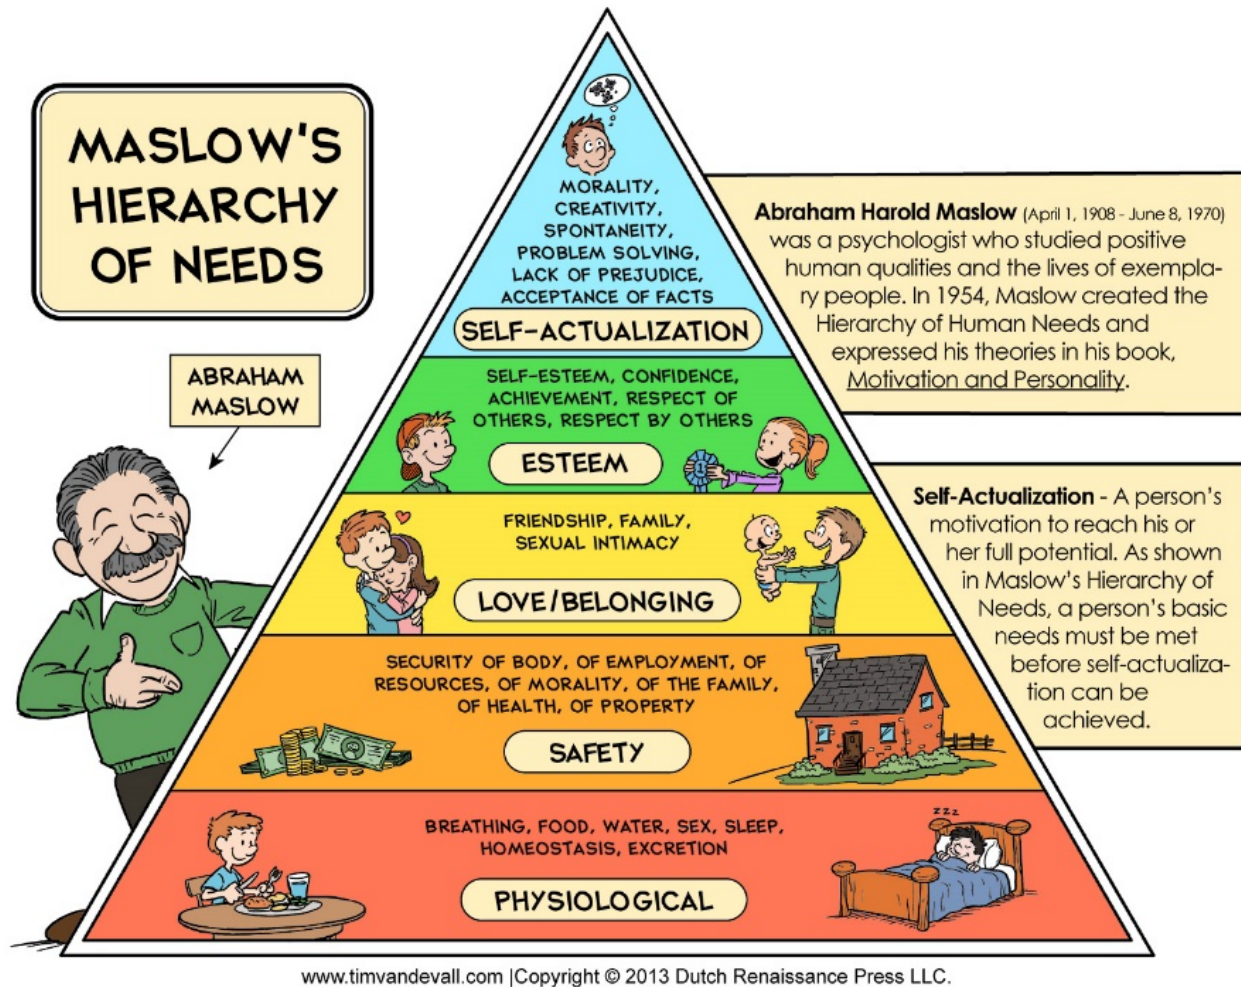 MASLOW'S
HIERARCHY
OF NEEDS
ABRAHAM
MASLOW
MORALITY,
CREATIVITY,
SPONTANEITY,
PROBLEM SOLVING,
LACK OF PREJUDICE,
ACCEPTANCE OF FACTS
SELF-ACTUALIZATION
SELF-ESTEEM, CONFIDENCE,
ACHIEVEMENT, RESPECT OF
OTHERS, RESPECT BY OTHERS
ESTEEM
1
FRIENDSHIP, FAMILY,
SEXUAL INTIMACY
LOVE/BELONGING
SECURITY OF BODY, OF EMPLOYMENT, OF
RESOURCES, OF MORALITY, OF THE FAMILY,
OF HEALTH, OF PROPERTY
SAFETY
BREATHING, FOOD, WATER, SEX, SLEEP,
HOMEOSTASIS, EXCRETION
PHYSIOLOGICAL
ZZZ
Abraham Harold Maslow (April 1, 1908 - June 8, 1970)
was a psychologist who studied positive
human qualities and the lives of exempla-
ry people. In 1954, Maslow created the
Hierarchy of Human Needs and
expressed his theories in his book,
Motivation and Personality.
Self-Actualization - A person's
motivation to reach his or
her full potential. As shown
in Maslow's Hierarchy of
Needs, a person's basic
needs must be met
before self-actualiza-
tion can be
achieved.
www.timvandevall.com |Copyright © 2013 Dutch Renaissance Press LLC.